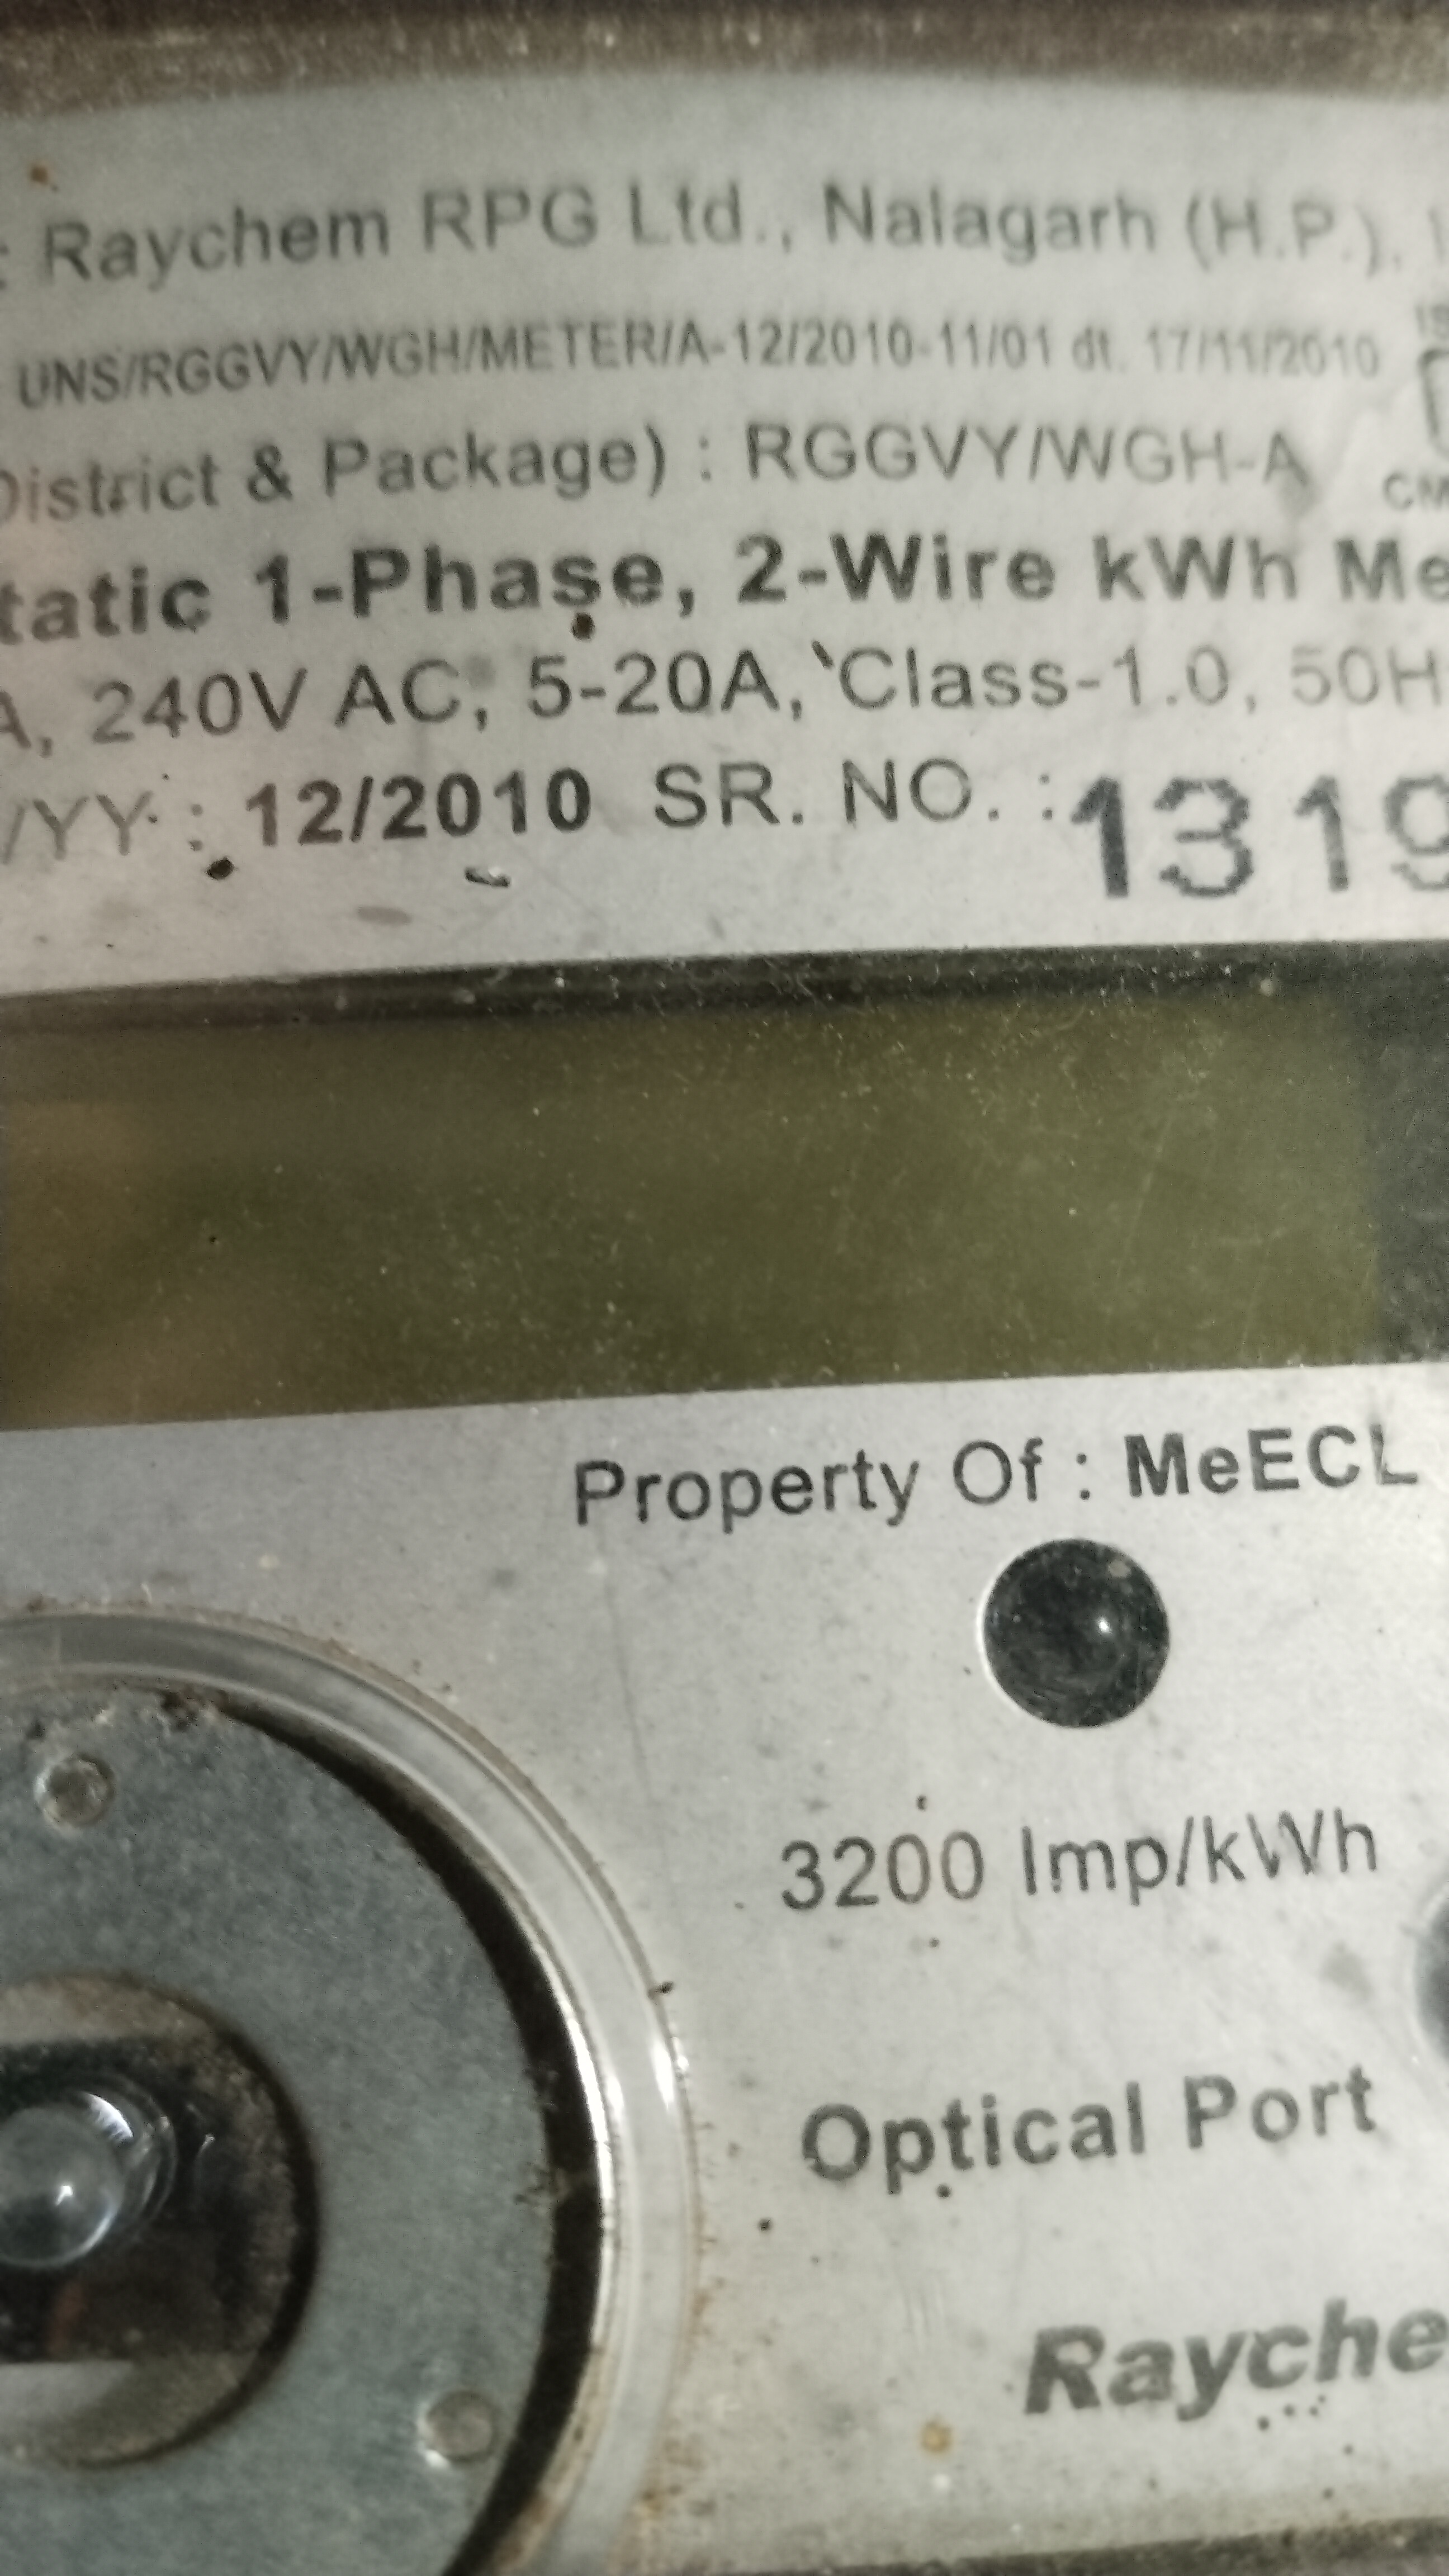 : Raychem RPG Ltd., Nalagarh (H.P.),
UNS/RGGVY/WGH/METER/A-12/2010-11/01 dt. 17/11/2010
District & Package) : RGGVY/WGH-A
CM
tatic 1-Phase, 2-Wire kWh Me
A, 240V AC, 5-20A, Class-1.0, 50H
/YY : 12/2010 SR. NO. : 1319
Property Of : MeECL
3200 Imp/kWh
Optical Port
Rayche